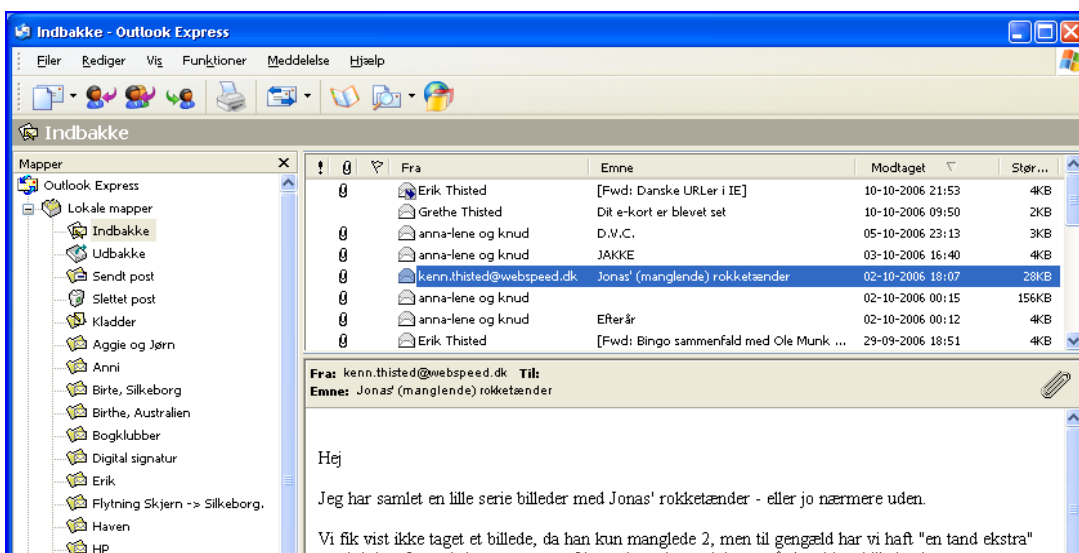 Indbakke - Outlook Express
Filer Rediger Vis Funktioner Meddelelse Hjælp
Indbakke
Mapper
Outlook Express
Lokale mapper
Indbakke
Udbakke
Sendt post
Slettet post
Kladder
Aggie og Jørn
Anni
Birte, Silkeborg
Birthe, Australien
Bogklubber
Digital signatur
Erik
Flytning Skjern -> Silkeborg.
Haven
HP
Fra Emne Modtaget Stør...
Erik Thisted [Fwd: Danske URLer i IE] 10-10-2006 21:53 4KB
Grethe Thisted Dit e-kort er blevet set 10-10-2006 09:50 2KB
anna-lene og knud D.V.C. 05-10-2006 23:13 3KB
anna-lene og knud JAKKE 03-10-2006 16:40 4KB
kenn.thisted@webspeed.dk Jonas' (manglende) rokketænder 02-10-2006 18:07 28KB
anna-lene og knud 02-10-2006 00:15 156KB
anna-lene og knud Efterår 02-10-2006 00:12 4KB
Erik Thisted [Fwd: Bingo sammenfald med Ole Munk ... 29-09-2006 18:51 4KB
Fra: kenn.thisted@webspeed.dk Til:
Emne: Jonas' (manglende) rokketænder
Hej
Jeg har samlet en lille serie billeder med Jonas' rokketænder - eller jo nærmere uden.
Vi fik vist ikke taget et billede, da han kun manglede 2, men til gengæld har vi haft "en tand ekstra"